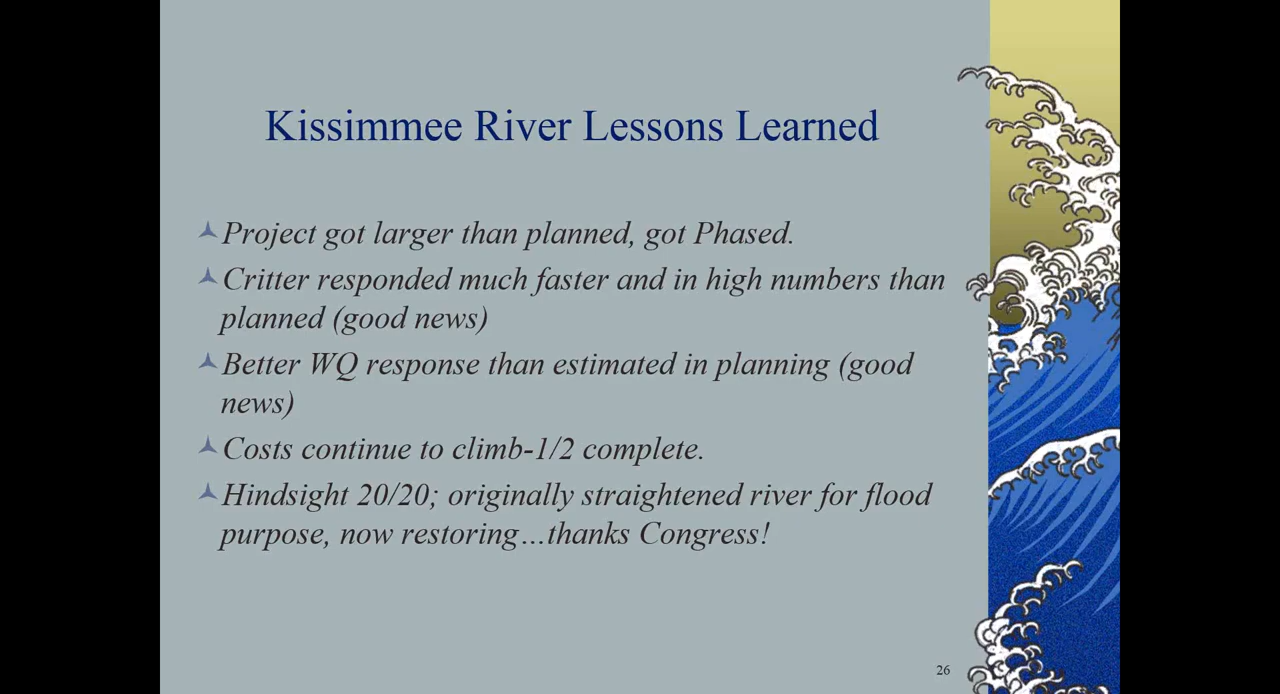 Kissimmee River Lessons Learned
Project got larger than planned, got Phased.
Critter responded much faster and in high numbers than
planned (good news)
Better WQ response than estimated in planning (good
news)
Costs continue to climb-1/2 complete.
Hindsight 20/20; originally straightened river for flood
purpose, now restoring…thanks Congress!
26